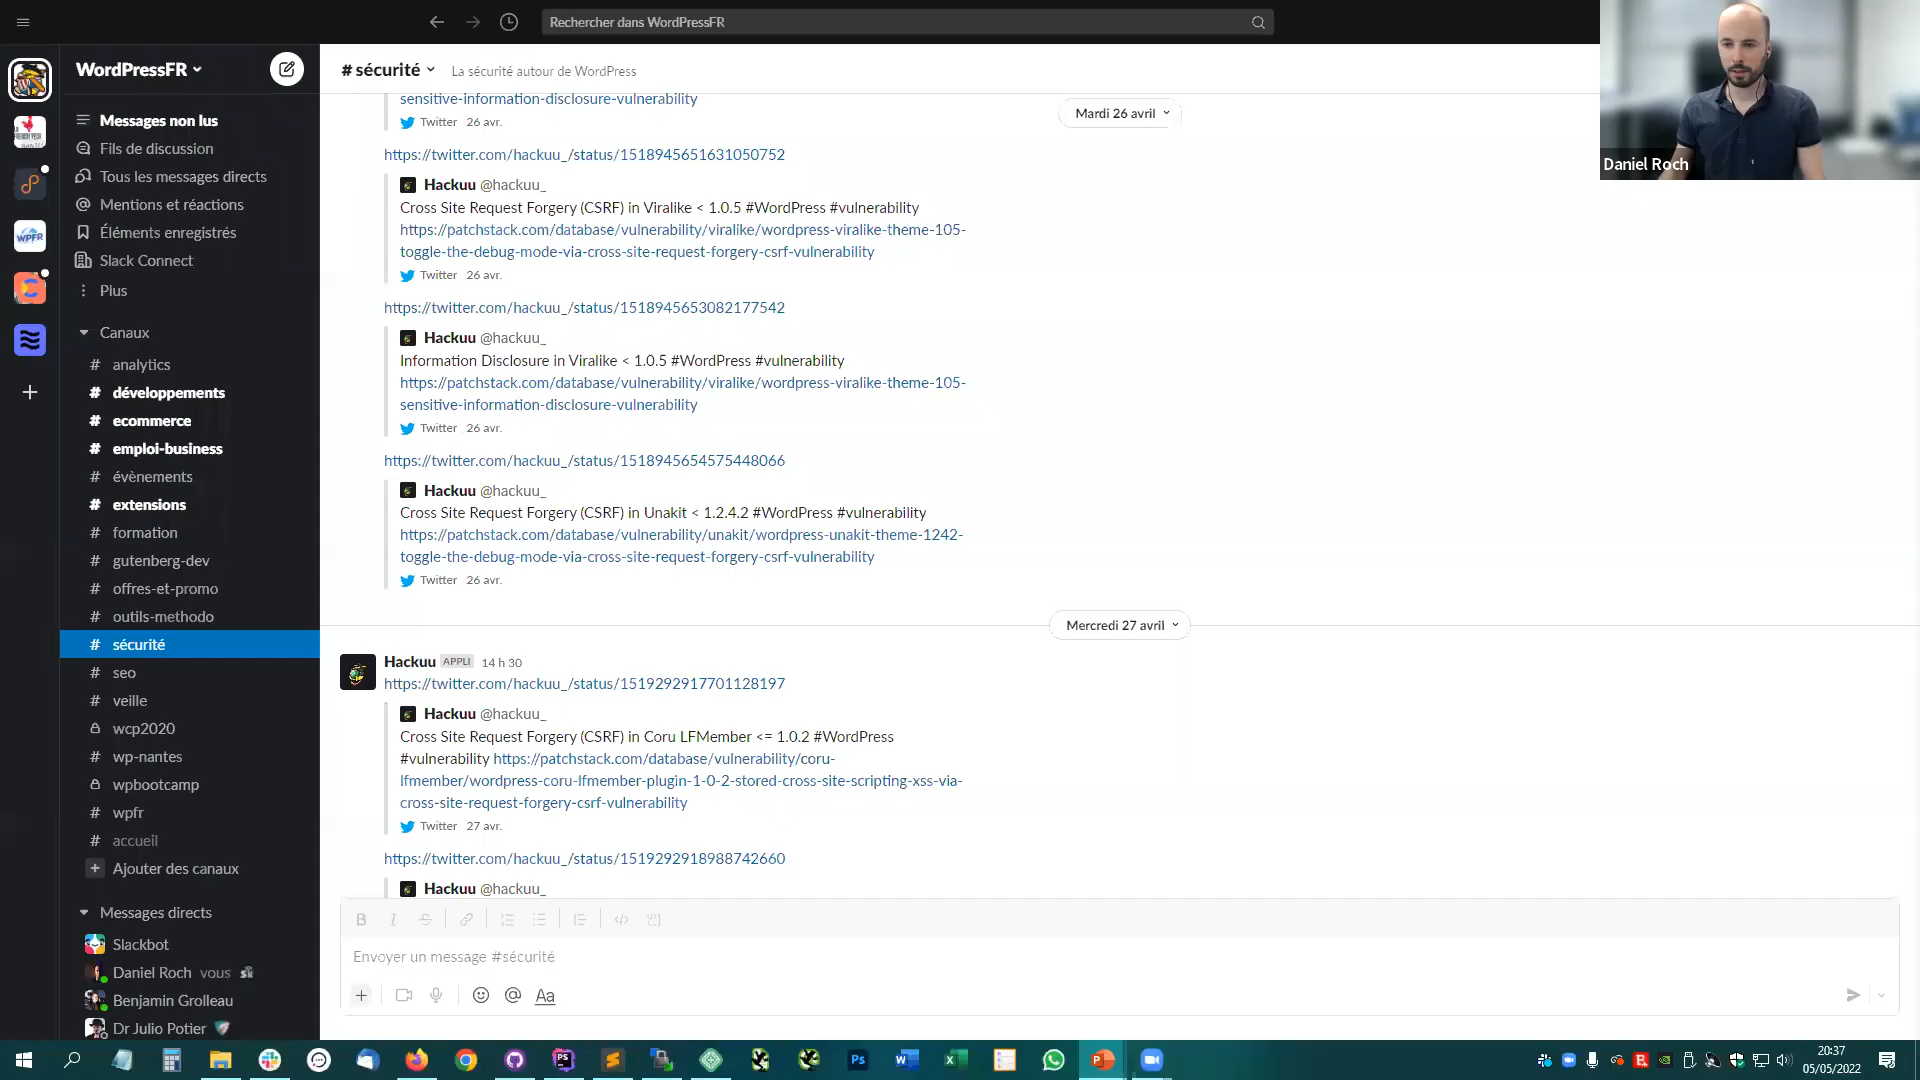 Rechercher dans WordPressFR
WordPressFR
Messages non lus
Fils de discussion
Tous les messages directs
Mentions et réactions
Éléments enregistrés
Slack Connect
Plus
Canaux
# analytics
# développements
# ecommerce
# emploi-business
# évènements
# extensions
# formation
# gutenberg-dev
# offres-et-promo
# outils-methodo
# sécurité
# seo
# veille
wcp2020
# wp-nantes
wpbootcamp
# wpfr
# accueil
+ Ajouter des canaux
Messages directs
Slackbot
Daniel Roch vous
Benjamin Grolleau
Dr Julio Potier
WPFR
# sécurité
La sécurité autour de WordPress
Mardi 26 avril
sensitive-information-disclosure-vulnerability
Twitter 26 avr.
https://twitter.com/hackuu_/status/1518945651631050752
Hackuu @hackuu_
Cross Site Request Forgery (CSRF) in Viralike < 1.0.5 #WordPress #vulnerability
https://patchstack.com/database/vulnerability/viralike/wordpress-viralike-theme-105-
toggle-the-debug-mode-via-cross-site-request-forgery-csrf-vulnerability
Twitter 26 avr.
https://twitter.com/hackuu_/status/1518945653082177542
Hackuu @hackuu_
Information Disclosure in Viralike < 1.0.5 #WordPress #vulnerability
https://patchstack.com/database/vulnerability/viralike/wordpress-viralike-theme-105-
sensitive-information-disclosure-vulnerability
Twitter 26 avr.
https://twitter.com/hackuu_/status/1518945654575448066
Hackuu @hackuu_
Cross Site Request Forgery (CSRF) in Unakit < 1.2.4.2 #WordPress #vulnerability
https://patchstack.com/database/vulnerability/unakit/wordpress-unakit-theme-1242-
toggle-the-debug-mode-via-cross-site-request-forgery-csrf-vulnerability
Twitter 26 avr.
Mercredi 27 avril
Hackuu APPLI 14 h 30
https://twitter.com/hackuu_/status/1519292917701128197
Hackuu @hackuu_
Cross Site Request Forgery (CSRF) in Coru LFMember <= 1.0.2 #WordPress
#vulnerability https://patchstack.com/database/vulnerability/coru-
lfmember/wordpress-coru-lfmember-plugin-1-0-2-stored-cross-site-scripting-xss-via-
cross-site-request-forgery-csrf-vulnerability
Twitter 27 avr.
https://twitter.com/hackuu_/status/1519292918988742660
Hackuu @hackuu_
B I S
Envoyer un message #sécurité
Aa
Daniel Roch
20:37
05/05/2022